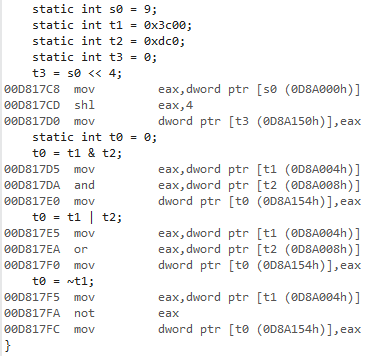 static int s0 = 9;
static int t1 = 0x3c00;
static int t2 = 0xdc0;
static int t3 = 0;
t3 = s0 << 4;
00D817C8 mov eax,dword ptr [s0 (0D8A000h)]
00D817CD shl eax,4
00D817D0 mov dword ptr [t3 (0D8A150h)],eax
static int t0 = 0;
t0 = t1 & t2;
00D817D5 mov eax,dword ptr [t1 (0D8A004h)]
00D817DA and eax,dword ptr [t2 (0D8A008h)]
00D817E0 mov dword ptr [t0 (0D8A154h)],eax
t0 = t1 | t2;
00D817E5 mov eax,dword ptr [t1 (0D8A004h)]
00D817EA or eax,dword ptr [t2 (0D8A008h)]
00D817F0 mov dword ptr [t0 (0D8A154h)],eax
t0 = ~t1;
00D817F5 mov eax,dword ptr [t1 (0D8A004h)]
00D817FA not eax
00D817FC mov dword ptr [t0 (0D8A154h)],eax
}